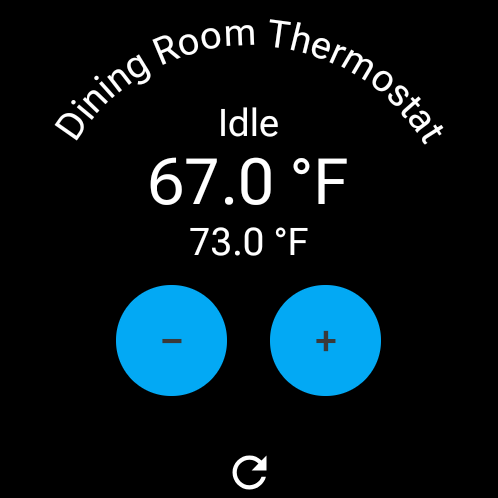 Dining Room Thermostat
Idle
67.0 °F
73.0 °F
− +